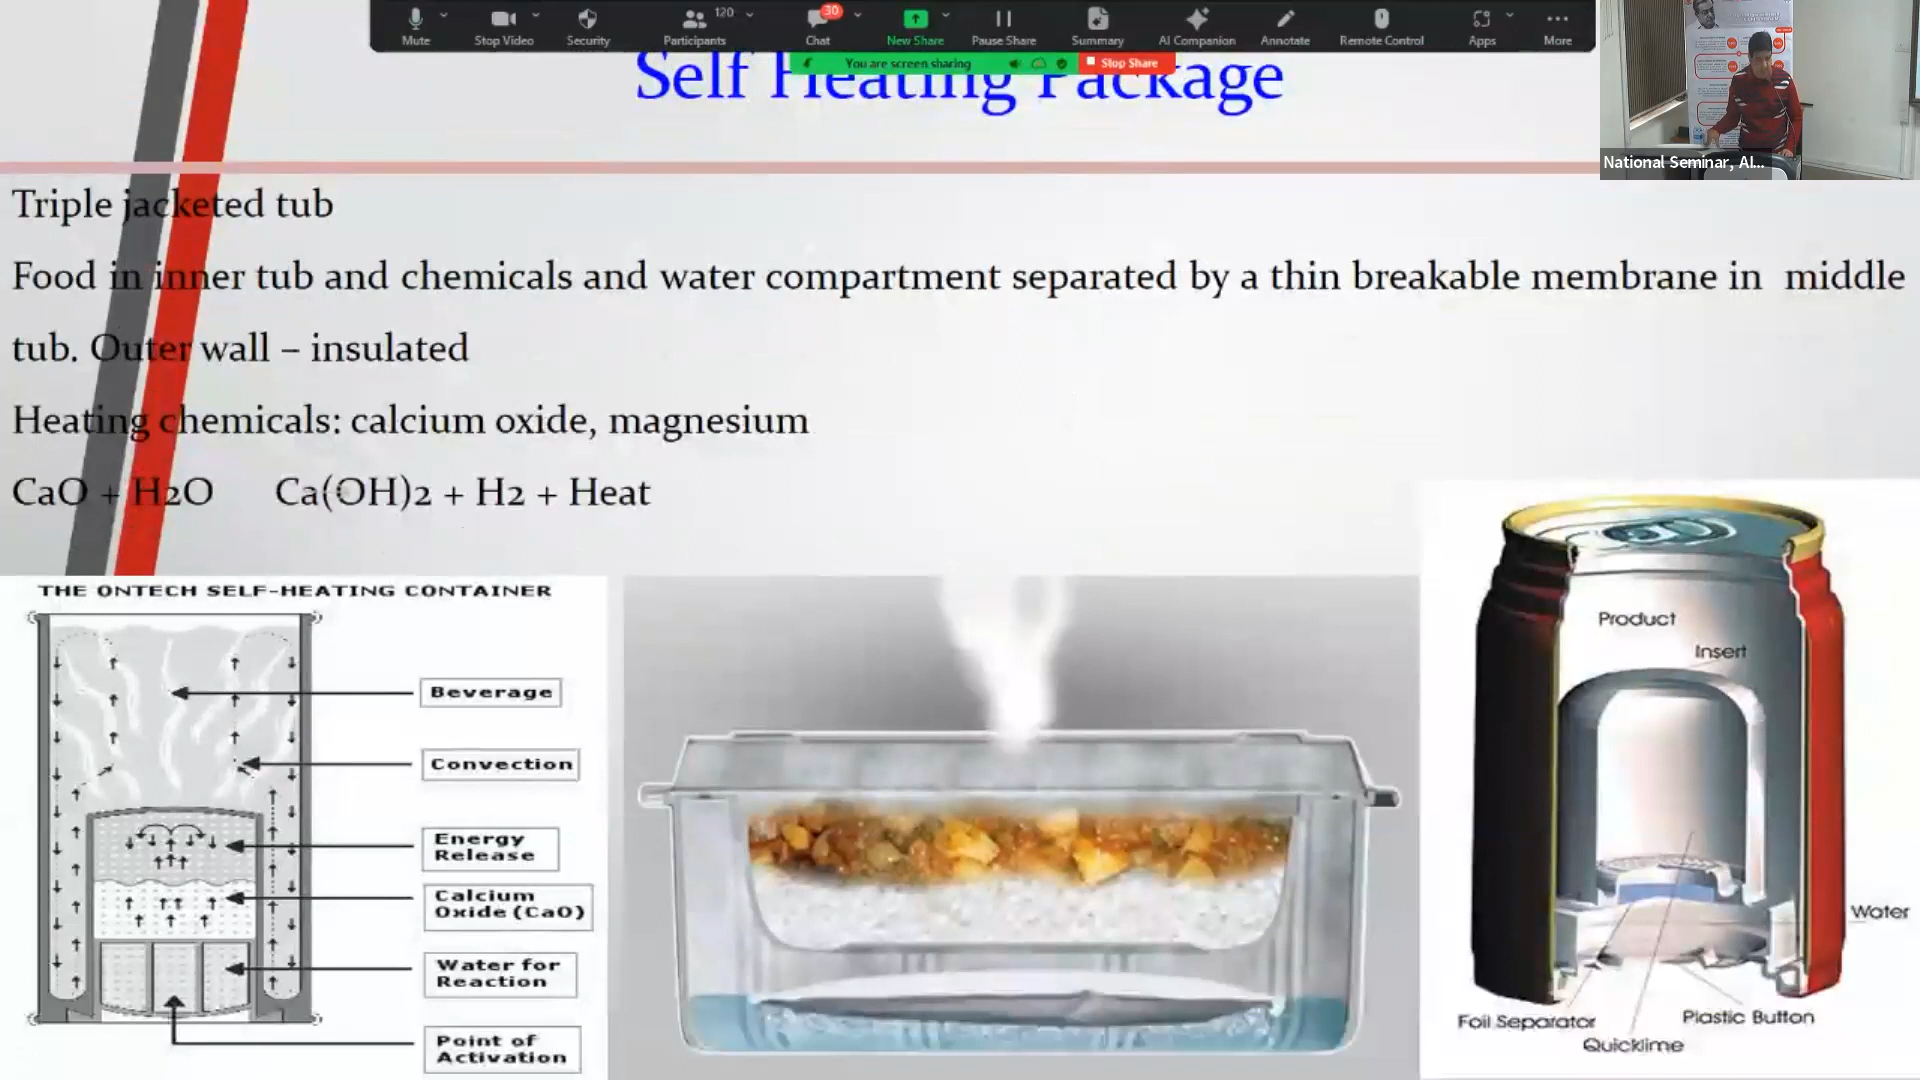 120
30
Mute
Stop Video
Security
Participants
Chat
New Share
Pause Share
Summary
AI Companion
Annotate
Remote Control
Apps
More
You are screen sharing
Stop Share
Self Heating Package
National Seminar, AI...
Triple jacketed tub
Food in inner tub and chemicals and water compartment separated by a thin breakable membrane in middle
tub. Outer wall – insulated
Heating chemicals: calcium oxide, magnesium
CaO + H2O Ca(OH)2 + H2 + Heat
THE ONTECH SELF-HEATING CONTAINER
Beverage
Convection
Energy
Release
Calcium
Oxide (CaO)
Water for
Reaction
Point of
Activation
Product
Insert
Water
Foil Separator
Plastic Button
Quicklime